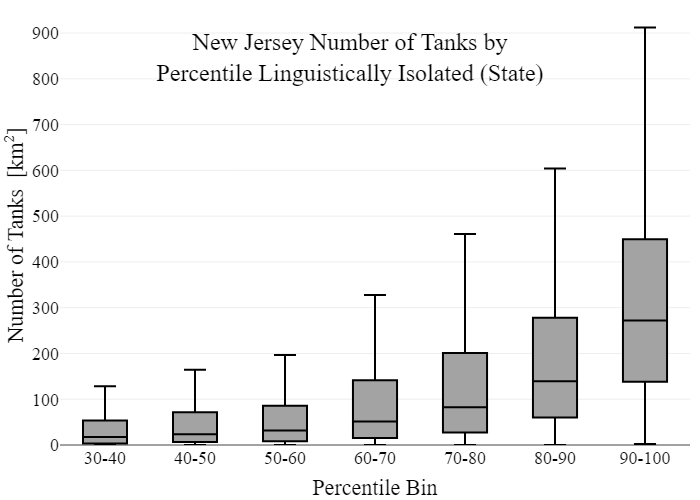 New Jersey Number of Tanks by
Percentile Linguistically Isolated (State)
Number of Tanks [km²]
900
800
700
600
500
400
300
200
100
0
30-40 40-50 50-60 60-70 70-80 80-90 90-100
Percentile Bin